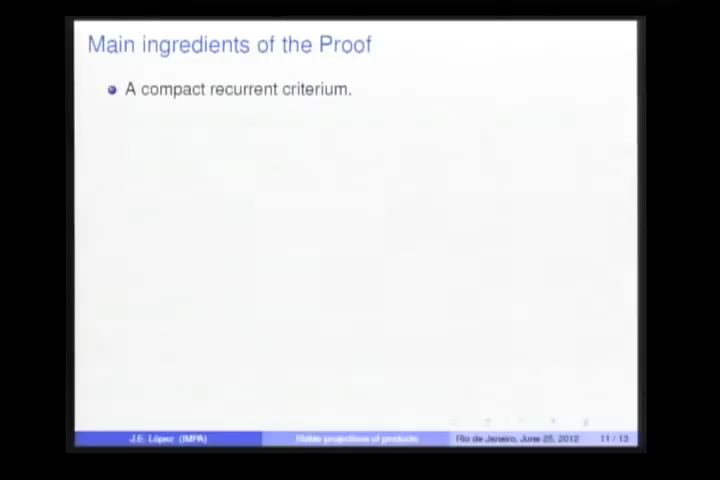 Main ingredients of the Proof
A compact recurrent criterium.
J.E. López (IMPA) Stable projections of products Rio de Janeiro, June 25, 2012 11 / 13